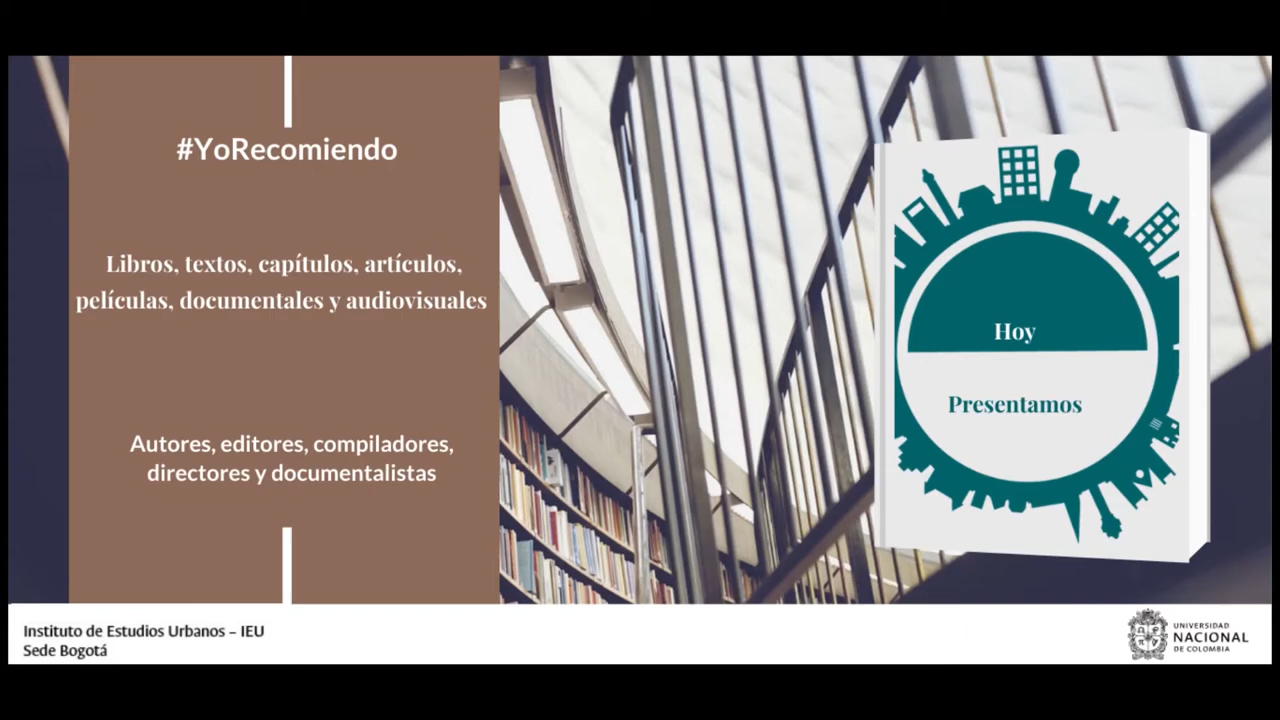 #YoRecomiendo
Libros, textos, capítulos, artículos,
películas, documentales y audiovisuales
Autores, editores, compiladores,
directores y documentalistas
Hoy
Presentamos
Instituto de Estudios Urbanos – IEU
Sede Bogotá
UNIVERSIDAD
NACIONAL
DE COLOMBIA